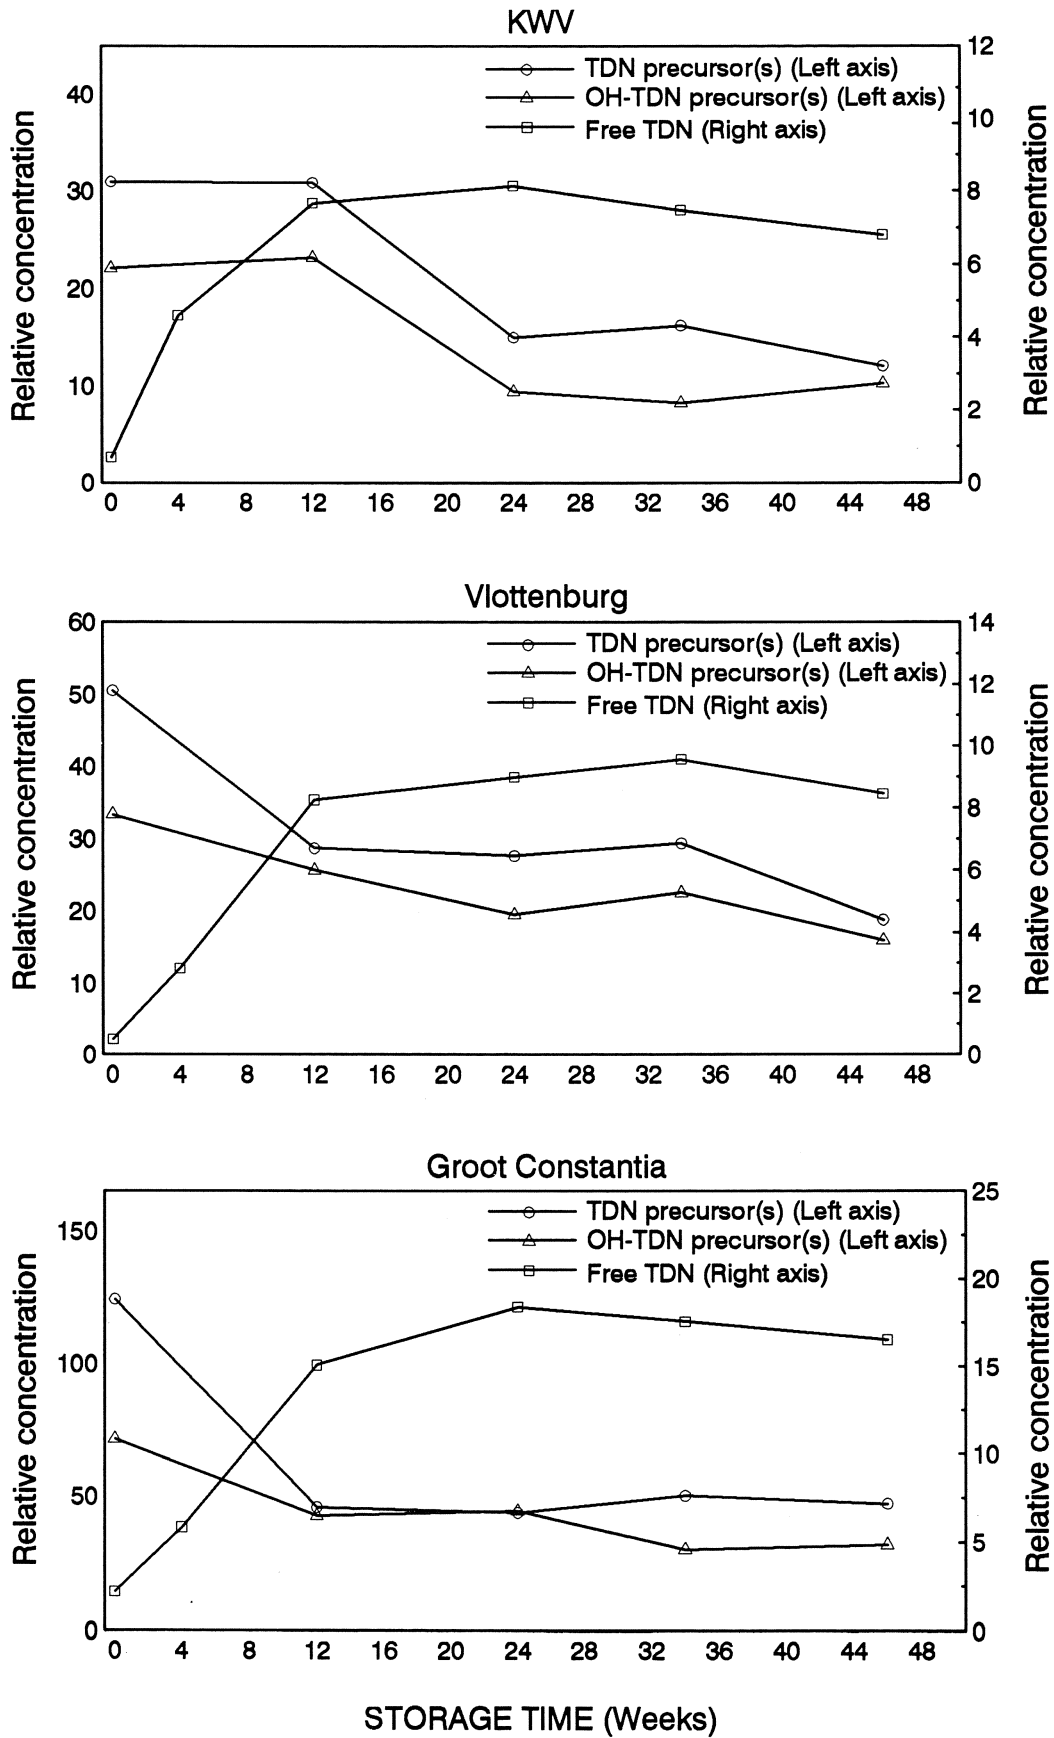 KWV
TDN precursor(s) (Left axis)
OH-TDN precursor(s) (Left axis)
Free TDN (Right axis)
Relative concentration
40
30
20
10
0
12
10
8
6
4
2
0
Relative concentration
0 4 8 12 16 20 24 28 32 36 40 44 48
Vlottenburg
TDN precursor(s) (Left axis)
OH-TDN precursor(s) (Left axis)
Free TDN (Right axis)
Relative concentration
60
50
40
30
20
10
0
14
12
10
8
6
4
2
0
Relative concentration
0 4 8 12 16 20 24 28 32 36 40 44 48
Groot Constantia
TDN precursor(s) (Left axis)
OH-TDN precursor(s) (Left axis)
Free TDN (Right axis)
Relative concentration
150
100
50
0
25
20
15
10
5
0
Relative concentration
0 4 8 12 16 20 24 28 32 36 40 44 48
STORAGE TIME (Weeks)